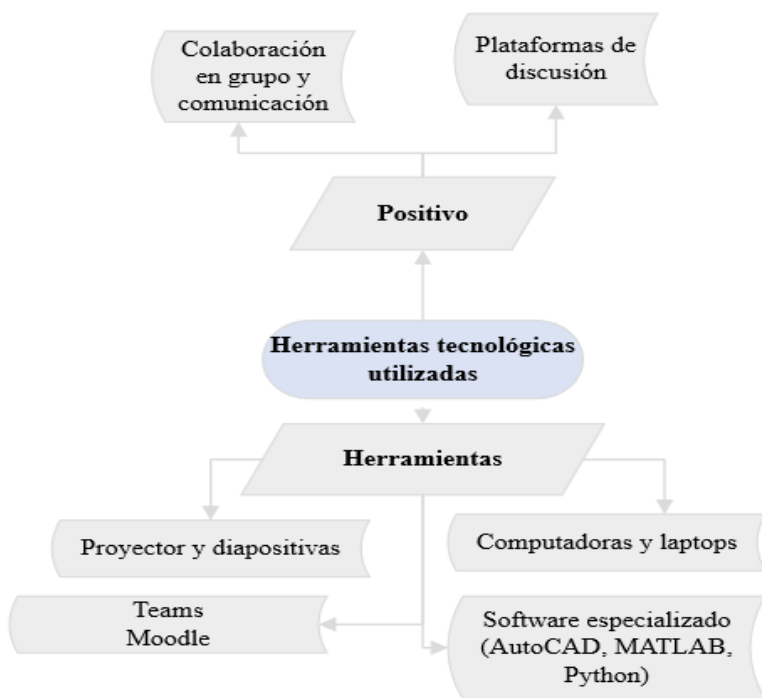 Colaboración
en grupo y
comunicación
Plataformas de
discusión
Positivo
Herramientas tecnológicas
utilizadas
Herramientas
Proyector y diapositivas
Computadoras y laptops
Teams
Moodle
Software especializado
(AutoCAD, MATLAB,
Python)